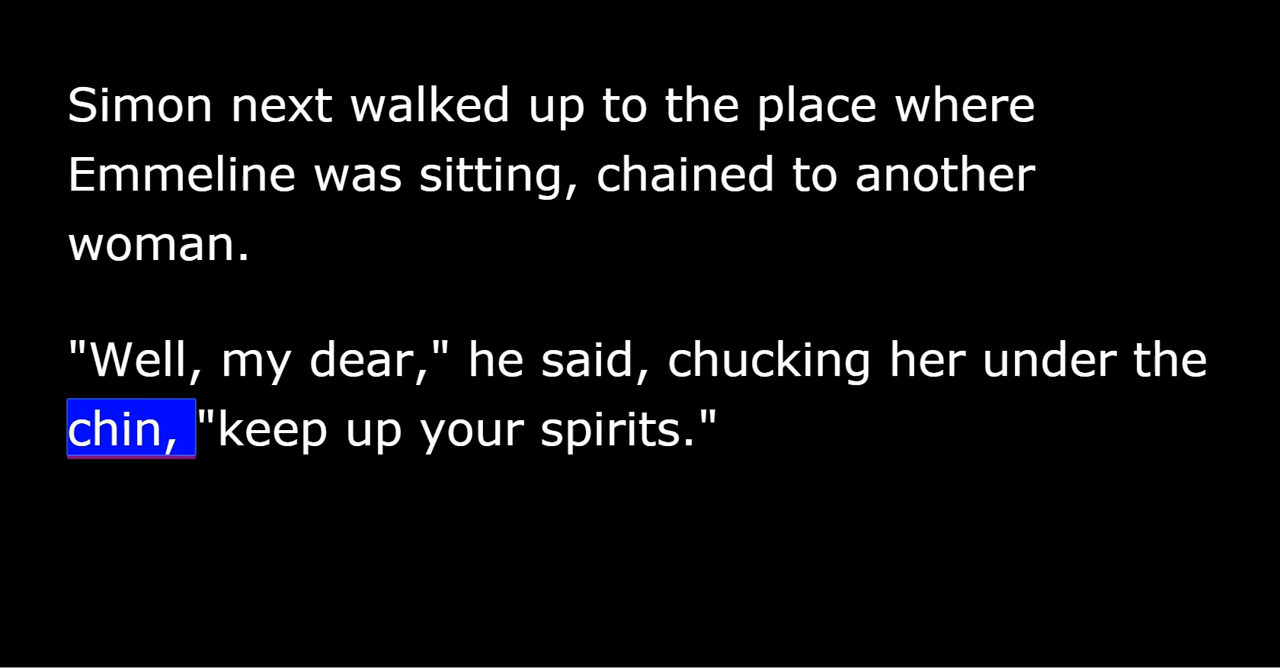 Simon next walked up to the place where
Emmeline was sitting, chained to another
woman.
"Well, my dear," he said, chucking her under the
chin, "keep up your spirits."